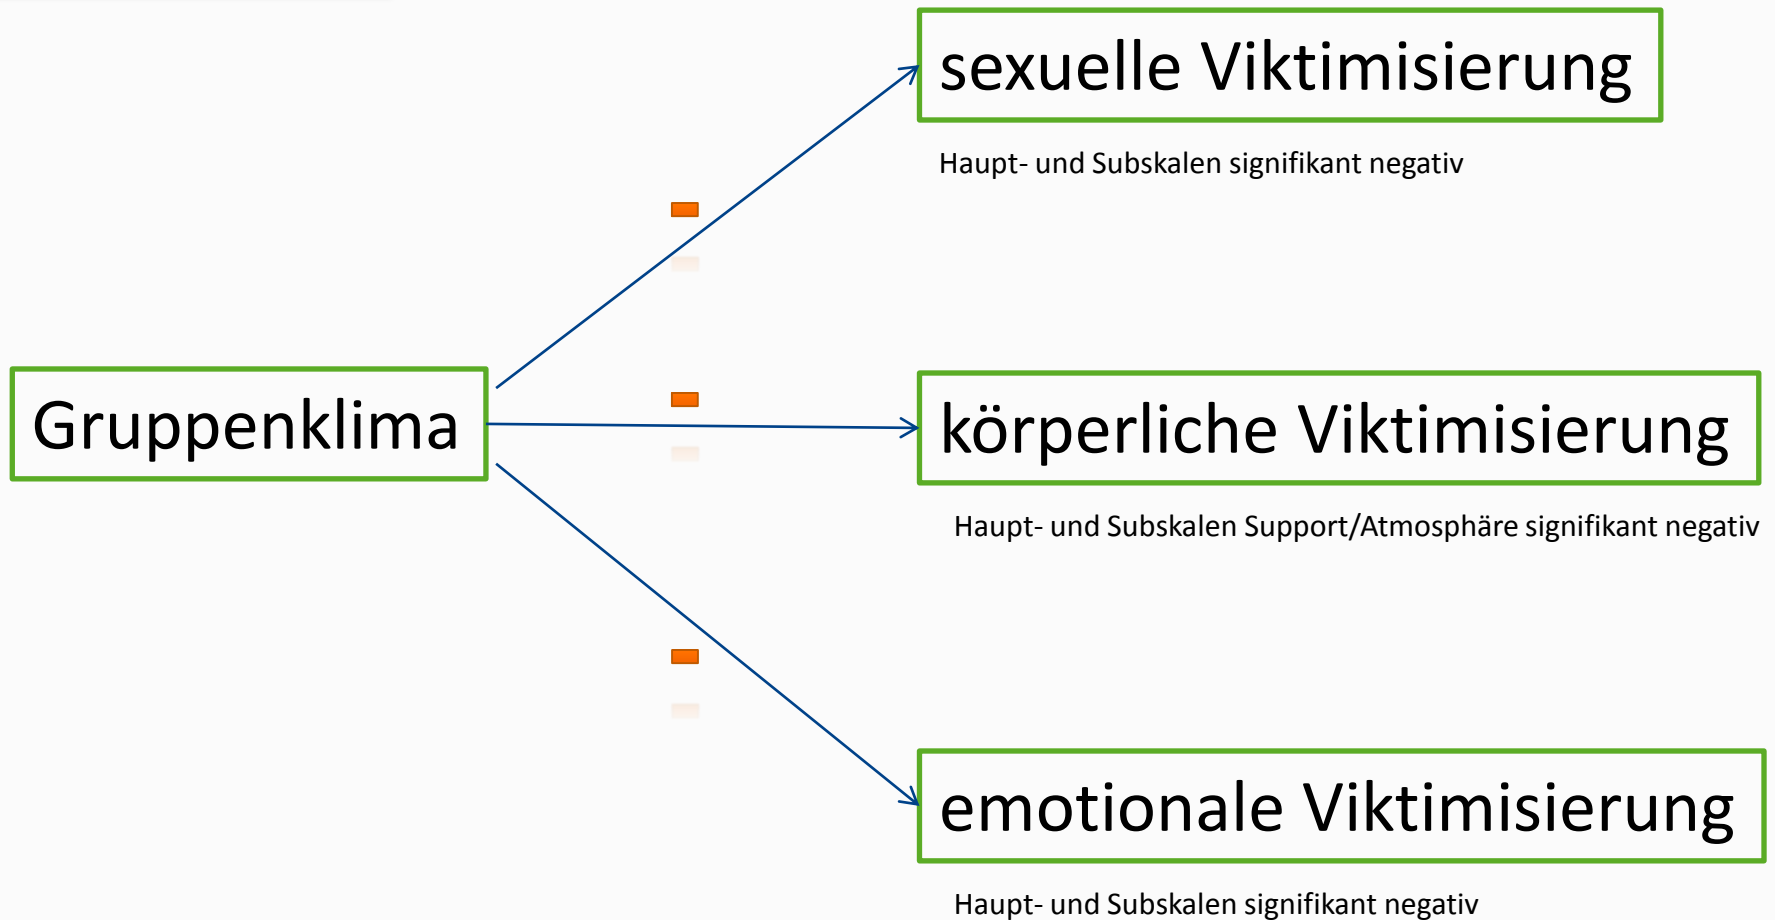 sexuelle Viktimisierung
Haupt- und Subskalen signifikant negativ
Gruppenklima
körperliche Viktimisierung
Haupt- und Subskalen Support/Atmosphäre signifikant negativ
emotionale Viktimisierung
Haupt- und Subskalen signifikant negativ